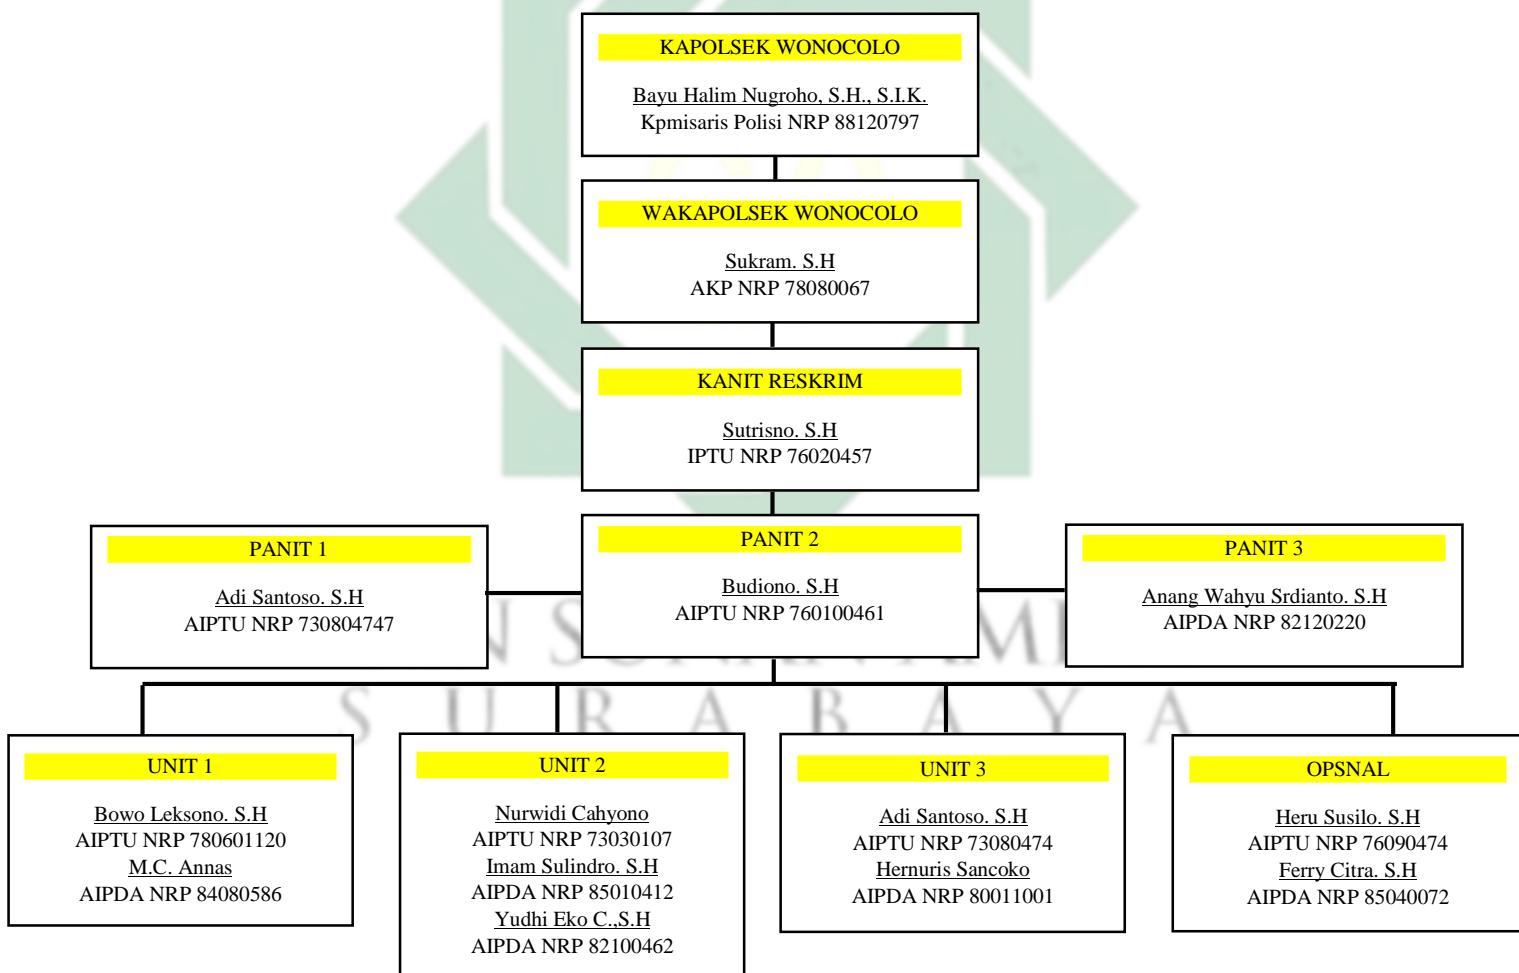 KAPOLSEK WONOCOLO
Bayu Halim Nugroho, S.H., S.I.K.
Kpmisaris Polisi NRP 88120797
WAKAPOLSEK WONOCOLO
Sukram. S.H
AKP NRP 78080067
KANIT RESKRIM
Sutrisno. S.H
IPTU NRP 76020457
PANIT 1
Adi Santoso. S.H
AIPTU NRP 730804747
PANIT 2
Budiono. S.H
AIPTU NRP 760100461
PANIT 3
Anang Wahyu Srdianto. S.H
AIPDA NRP 82120220
UNIT 1
Bowo Leksono. S.H
AIPTU NRP 780601120
M.C. Annas
AIPDA NRP 84080586
UNIT 2
Nurwidi Cahyono
AIPTU NRP 73030107
Imam Sulindro. S.H
AIPDA NRP 85010412
Yudhi Eko C.,S.H
AIPDA NRP 82100462
UNIT 3
Adi Santoso. S.H
AIPTU NRP 73080474
Hernuris Sancoko
AIPDA NRP 80011001
OPSNAL
Heru Susilo. S.H
AIPTU NRP 76090474
Ferry Citra. S.H
AIPDA NRP 85040072
SURABAYA